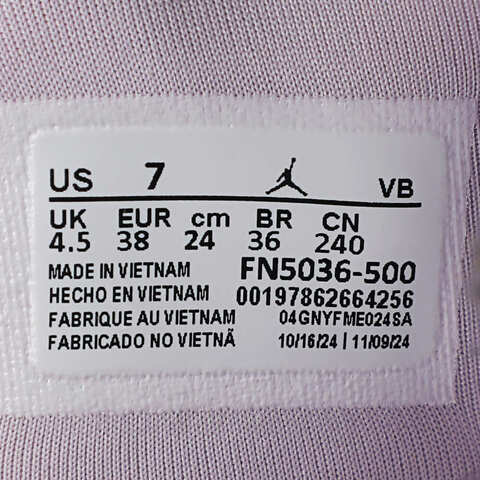 US 7 VB
UK EUR cm BR CN
4.5 38 24 36 240
MADE IN VIETNAM FN5036-500
HECHO EN VIETNAM 00197862664256
FABRIQUE AU VIETNAM 04GNYFME024SA
FABRICADO NO VIETNÃ 10/16/24 | 11/09/24